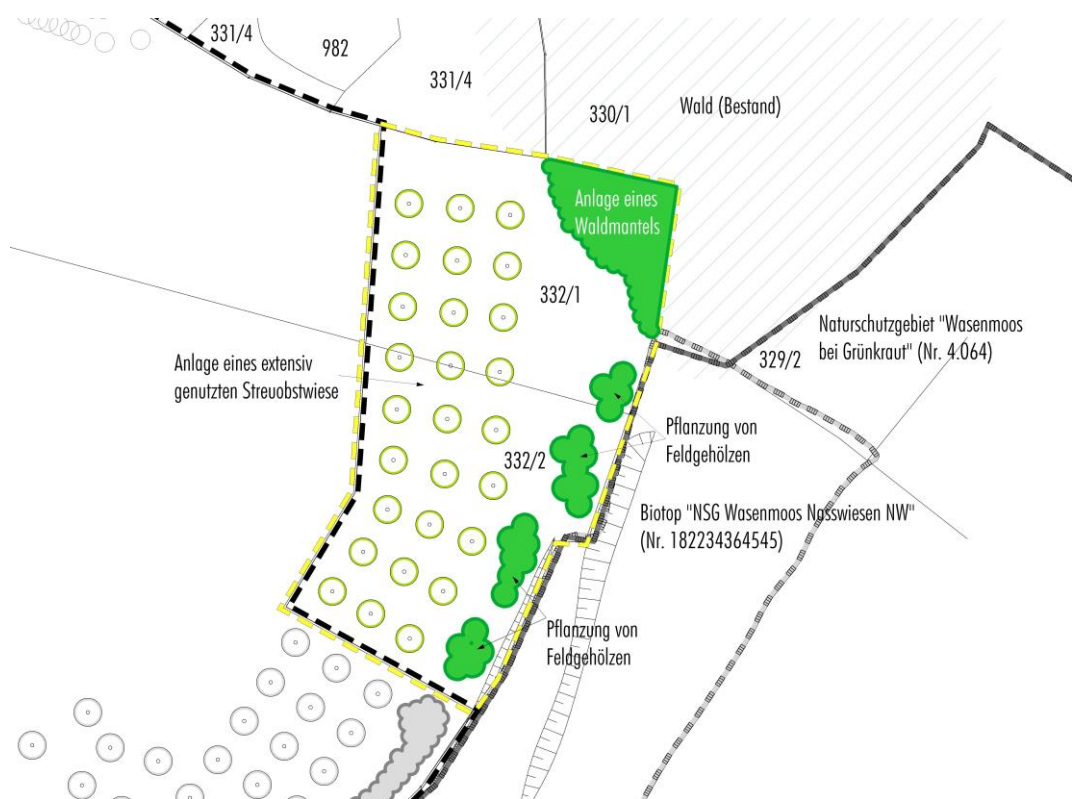 331/4
982
331/4
330/1
Wald (Bestand)
Anlage eines
Waldmantels
332/1
Naturschutzgebiet "Wasenmoos
bei Grünkraut" (Nr. 4.064)
329/2
Anlage eines extensiv
genutzten Streuobstwiese
Pflanzung von
Feldgehölzen
332/2
Biotop "NSG Wasenmoos Nasswiesen NW"
(Nr. 182234364545)
Pflanzung von
Feldgehölzen